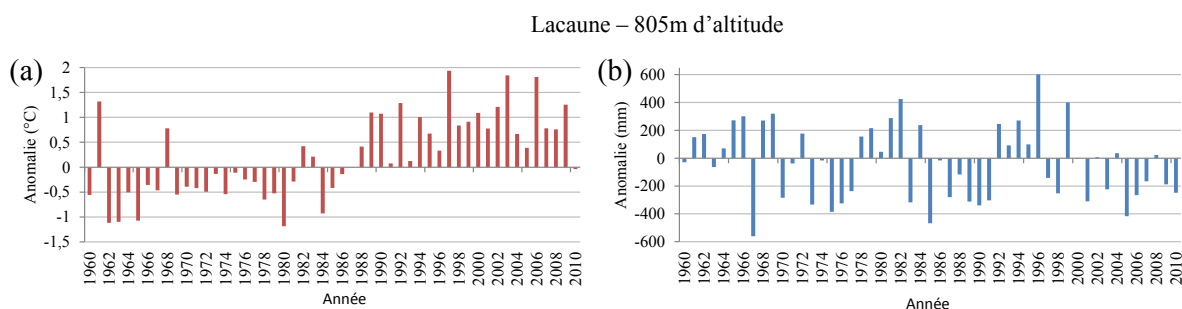 Lacaune – 805m d'altitude
(a)
Anomalie (°C)
2
1,5
1
0,5
0
-0,5
-1
-1,5
1960 1962 1964 1966 1968 1970 1972 1974 1976 1978 1980 1982 1984 1986 1988 1990 1992 1994 1996 1998 2000 2002 2004 2006 2008 2010
Année
(b)
Anomalie (mm)
600
400
200
0
-200
-400
-600
1960 1962 1964 1966 1968 1970 1972 1974 1976 1978 1980 1982 1984 1986 1988 1990 1992 1994 1996 1998 2000 2002 2004 2006 2008 2010
Année